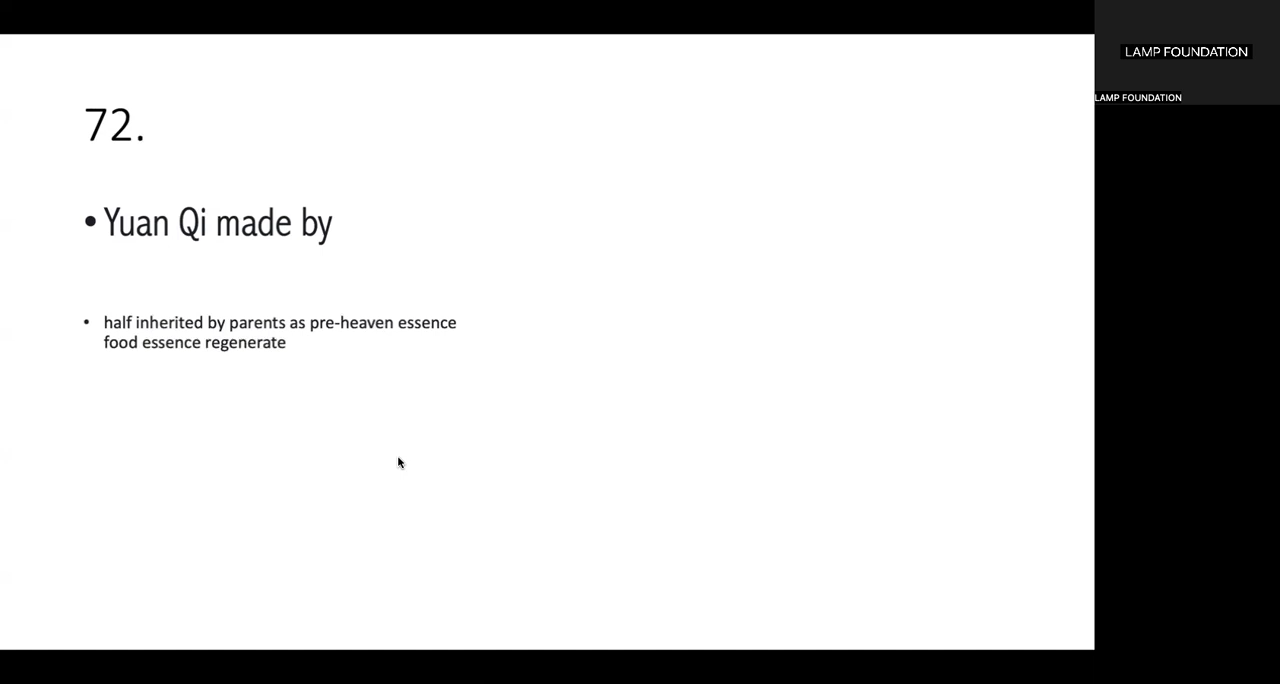 72.
• Yuan Qi made by
• half inherited by parents as pre-heaven essence
food essence regenerate
LAMP FOUNDATION
LAMP FOUNDATION